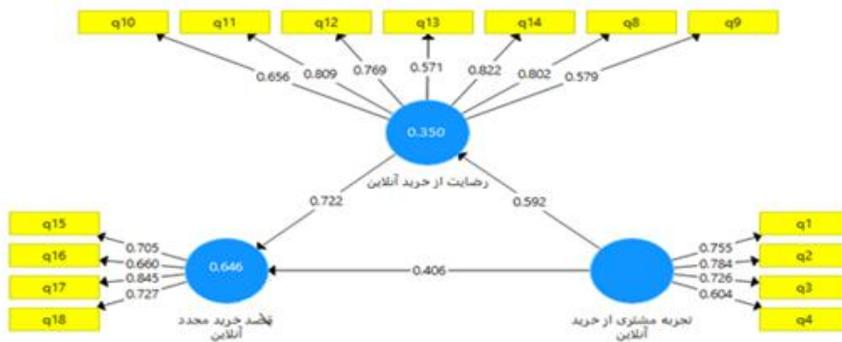 q10 q11 q12 q13 q14 q8 q9
0.656 0.809 0.769 0.571 0.822 0.802 0.579
0.350
رضایت از خرید آنلاین
0.722 0.592
q15 q1
0.705 0.755
q16 q2
0.660 0.784
0.646 0.406
q17 q3
0.845 0.726
q18 q4
0.727 0.604
قصد خرید مجدد
آنلاین
تجربه مشتری از خرید
آنلاین